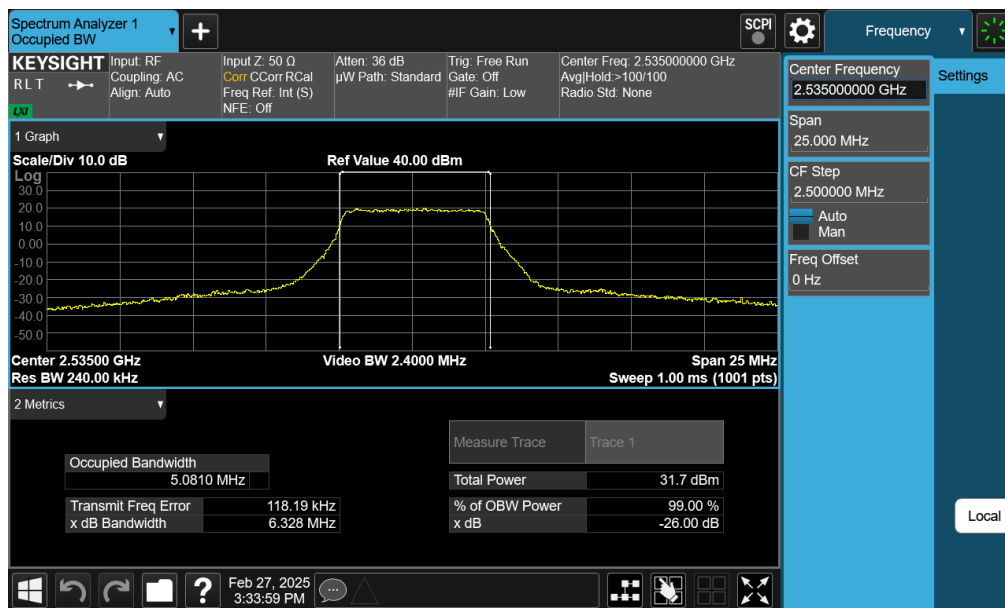 Spectrum Analyzer 1
Occupied BW
+
SCPI
Frequency
KEYSIGHT
RLT
LXI
Input: RF
Coupling: AC
Align: Auto
Input Z: 50 Ω
Corr CCorr RCal
Freq Ref: Int (S)
NFE: Off
Atten: 36 dB
µW Path: Standard
Trig: Free Run
Gate: Off
#IF Gain: Low
Center Freq: 2.535000000 GHz
Avg|Hold:>100/100
Radio Std: None
Center Frequency
2.535000000 GHz
Settings
Span
25.000 MHz
CF Step
2.500000 MHz
Auto
Man
Freq Offset
0 Hz
Local
1 Graph
Scale/Div 10.0 dB
Ref Value 40.00 dBm
Log
30.0
20.0
10.0
0.00
-10.0
-20.0
-30.0
-40.0
-50.0
Center 2.53500 GHz
Video BW 2.4000 MHz
Span 25 MHz
Res BW 240.00 kHz
Sweep 1.00 ms (1001 pts)
2 Metrics
Measure Trace
Trace 1
Occupied Bandwidth
5.0810 MHz
Total Power
31.7 dBm
Transmit Freq Error
118.19 kHz
% of OBW Power
99.00 %
x dB Bandwidth
6.328 MHz
x dB
-26.00 dB
?
Feb 27, 2025
3:33:59 PM